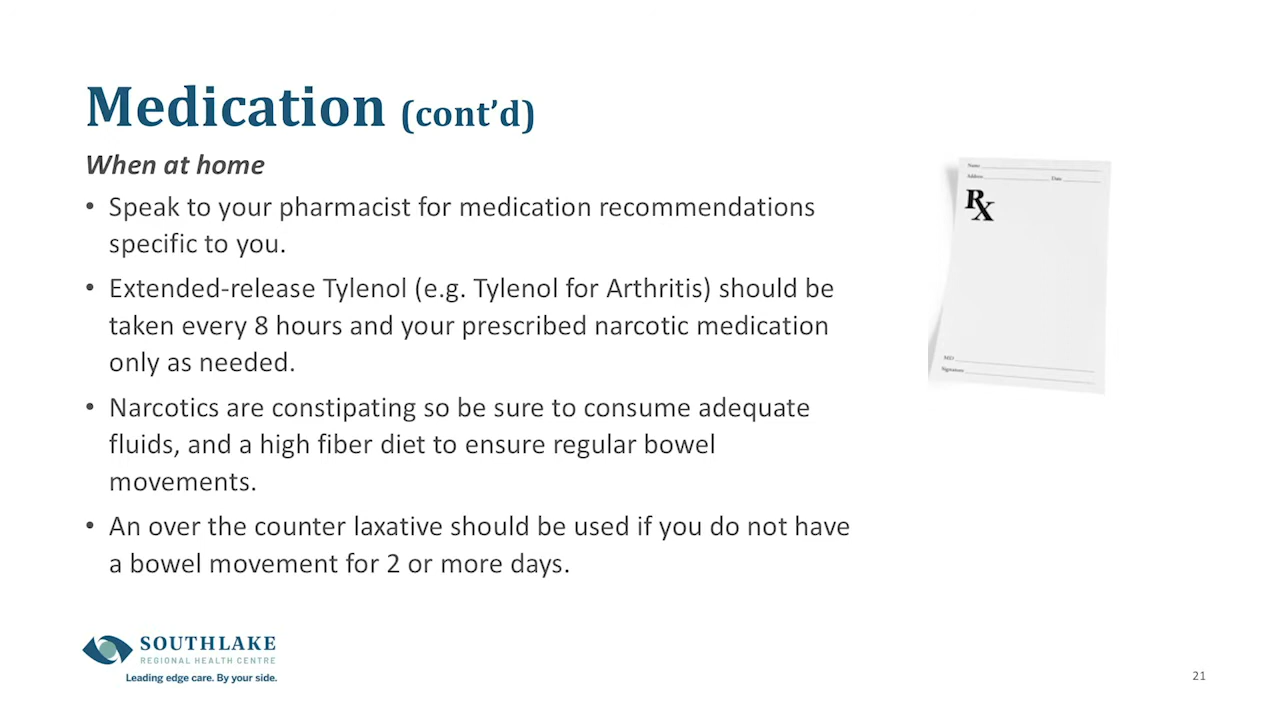 Medication (cont’d)
When at home
• Speak to your pharmacist for medication recommendations
specific to you.
• Extended-release Tylenol (e.g. Tylenol for Arthritis) should be
taken every 8 hours and your prescribed narcotic medication
only as needed.
• Narcotics are constipating so be sure to consume adequate
fluids, and a high fiber diet to ensure regular bowel
movements.
• An over the counter laxative should be used if you do not have
a bowel movement for 2 or more days.
Name
Address Date
Rx
MD
Signature
SOUTHLAKE
REGIONAL HEALTH CENTRE
Leading edge care. By your side.
21